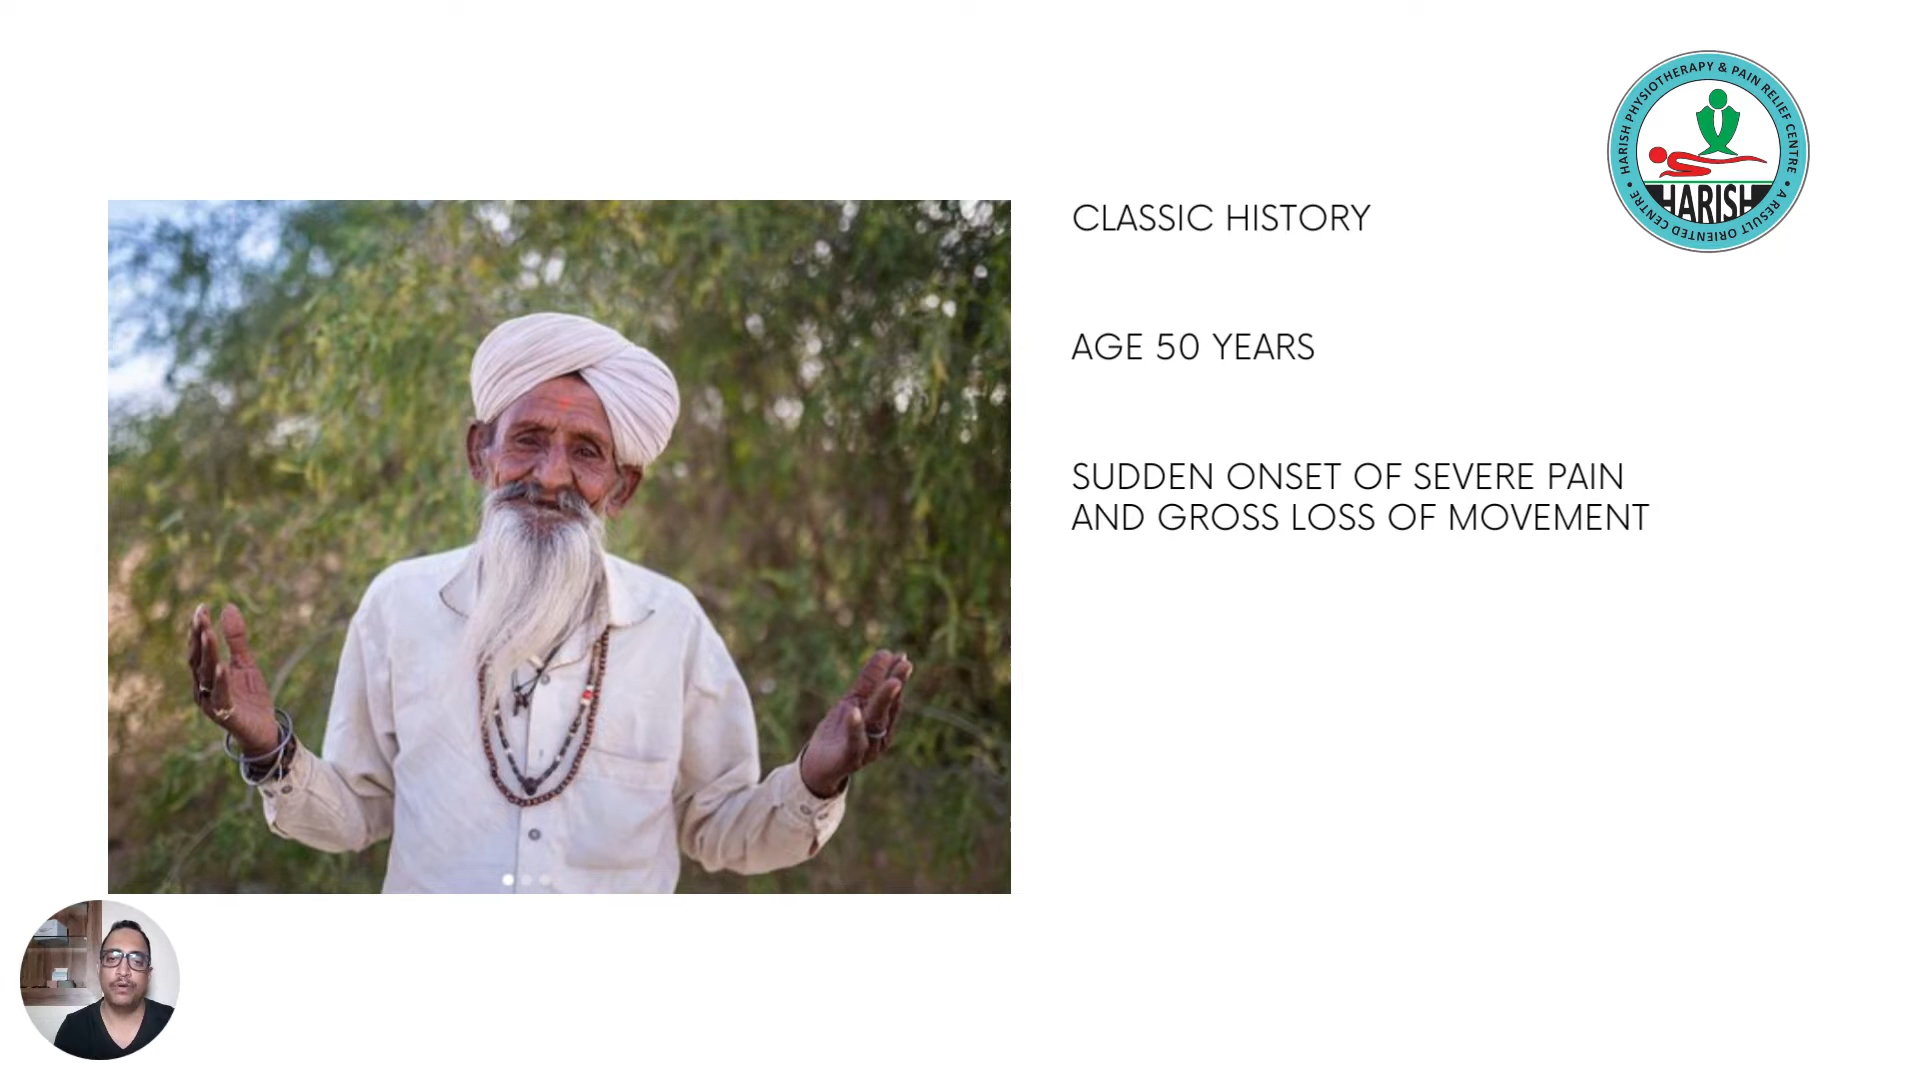 HARISH PHYSIOTHERAPY & PAIN RELIEF CENTRE
• A RESULT ORIENTED CENTRE •
HARISH
CLASSIC HISTORY
AGE 50 YEARS
SUDDEN ONSET OF SEVERE PAIN
AND GROSS LOSS OF MOVEMENT